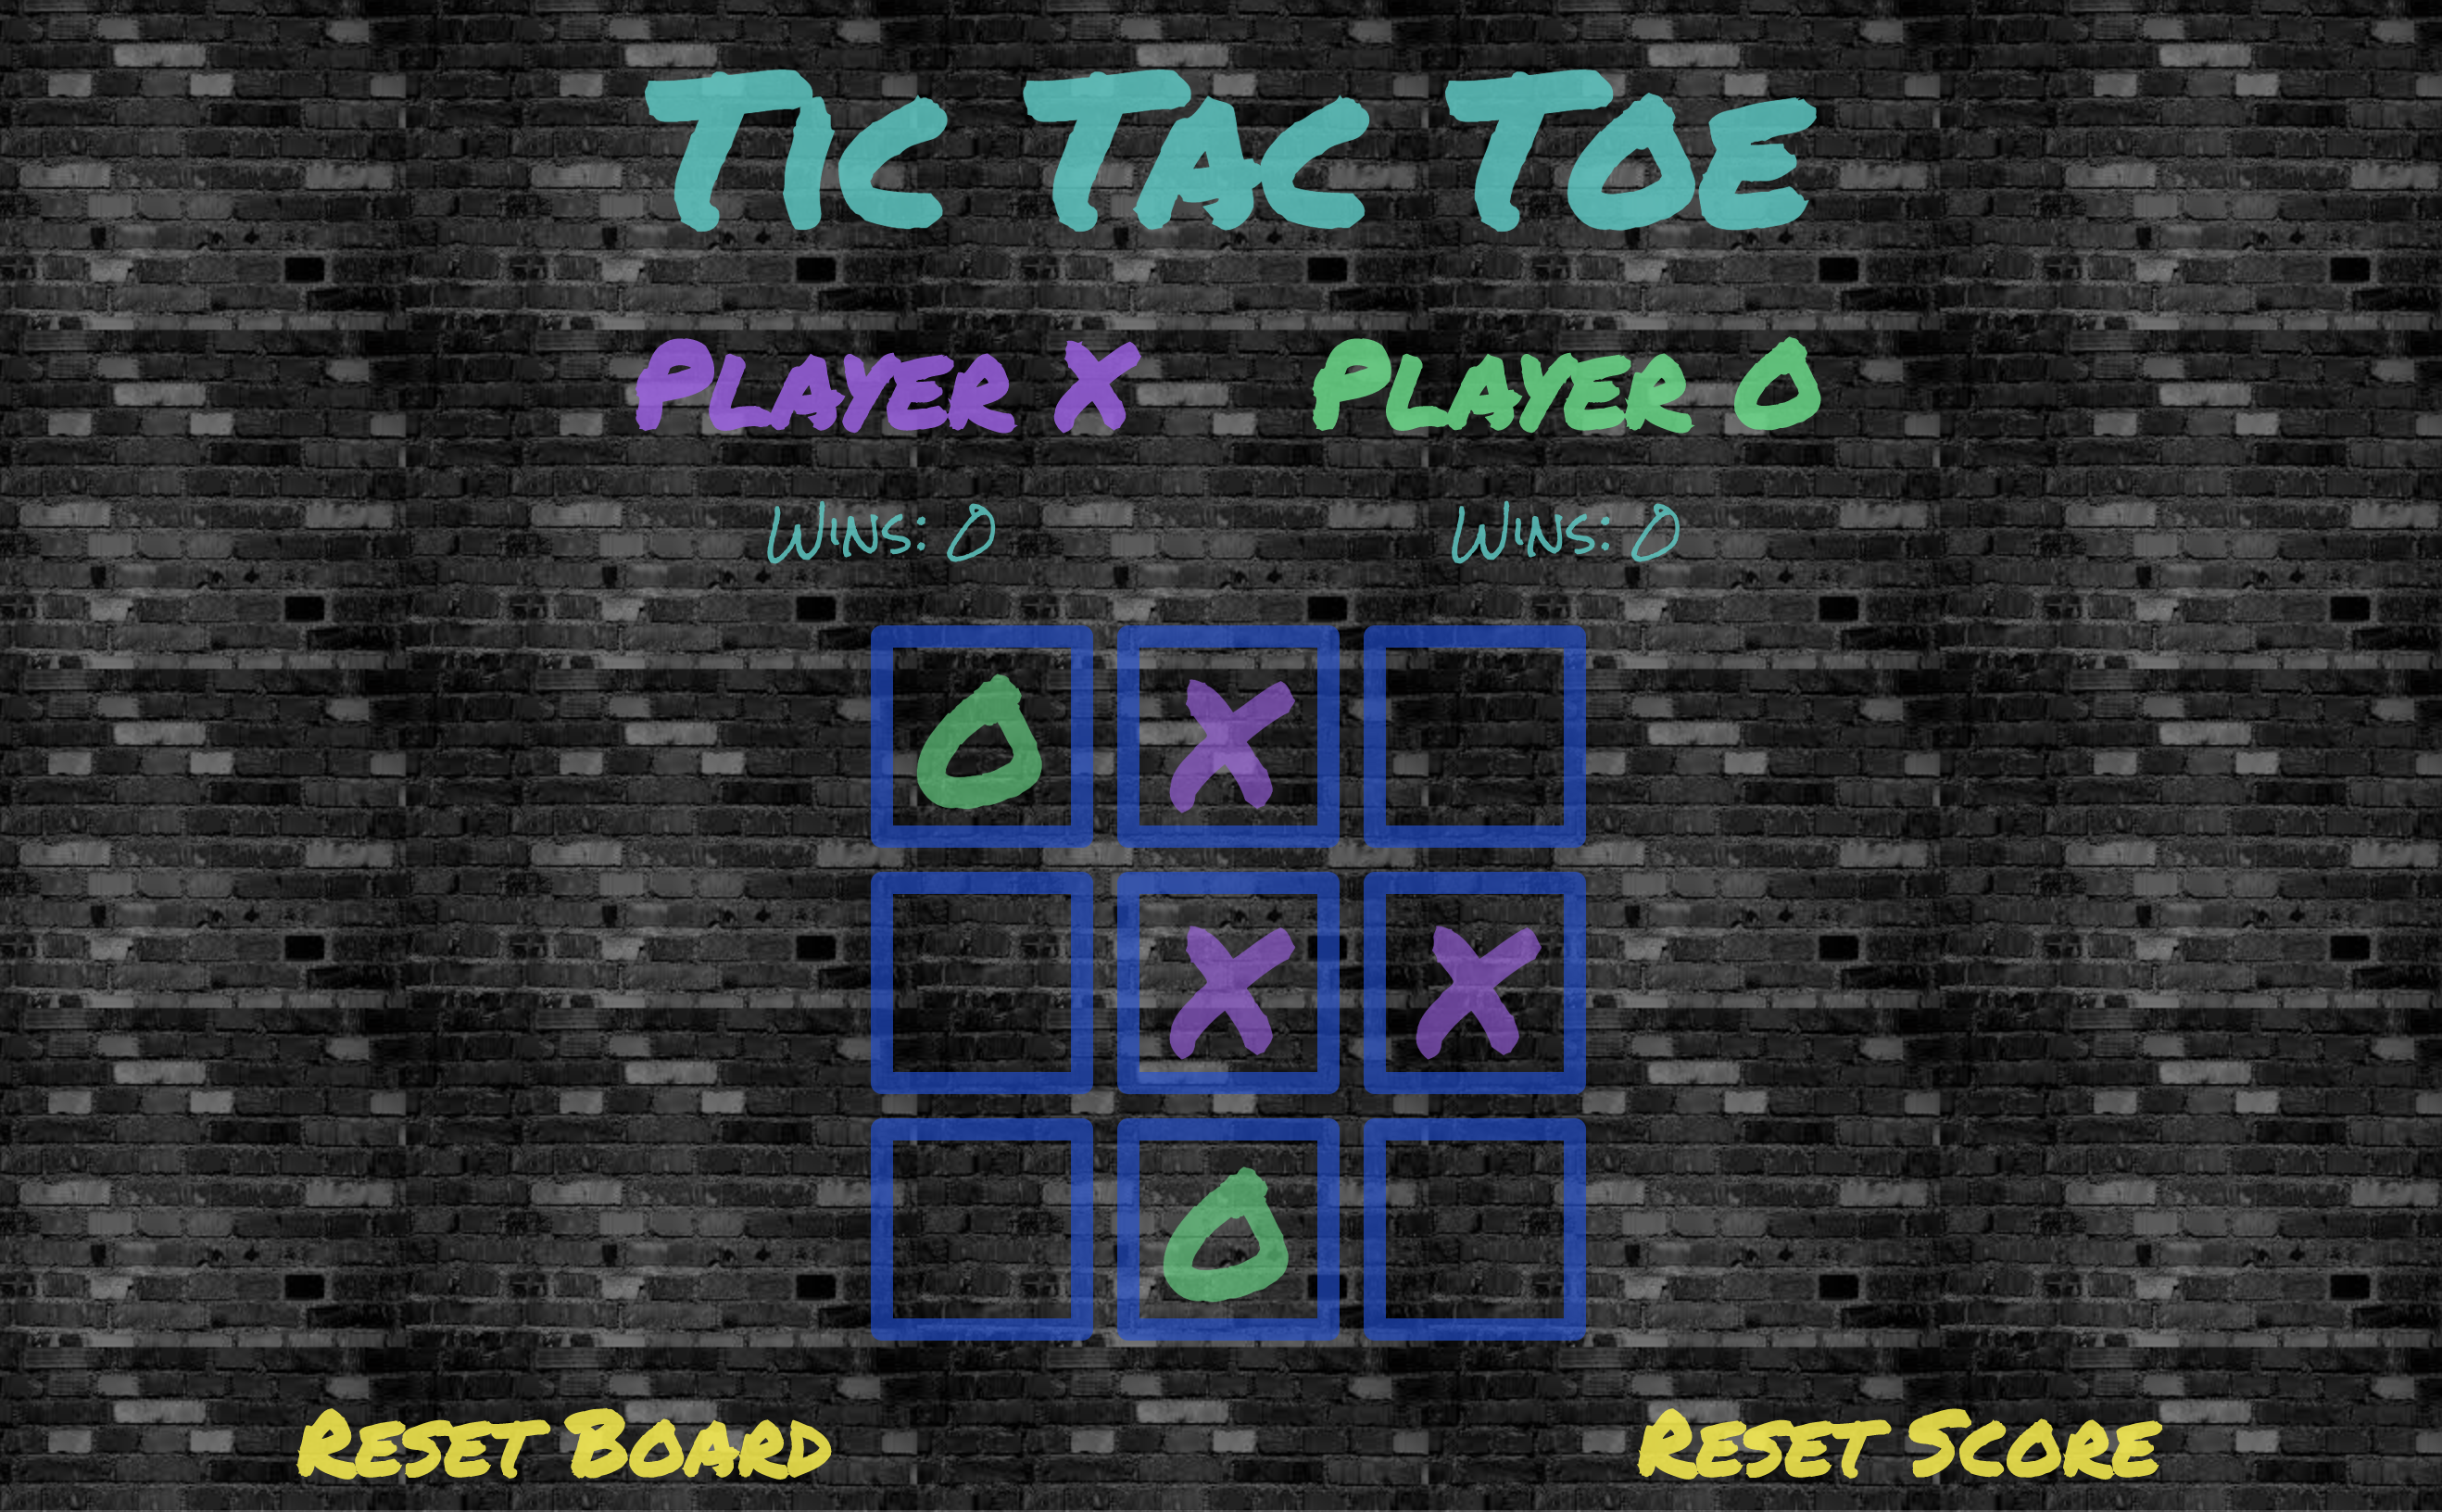 Tic Tac Toe
Player X Player O
Wins: 0 Wins: 0
O X
X X
O
Reset Board Reset Score